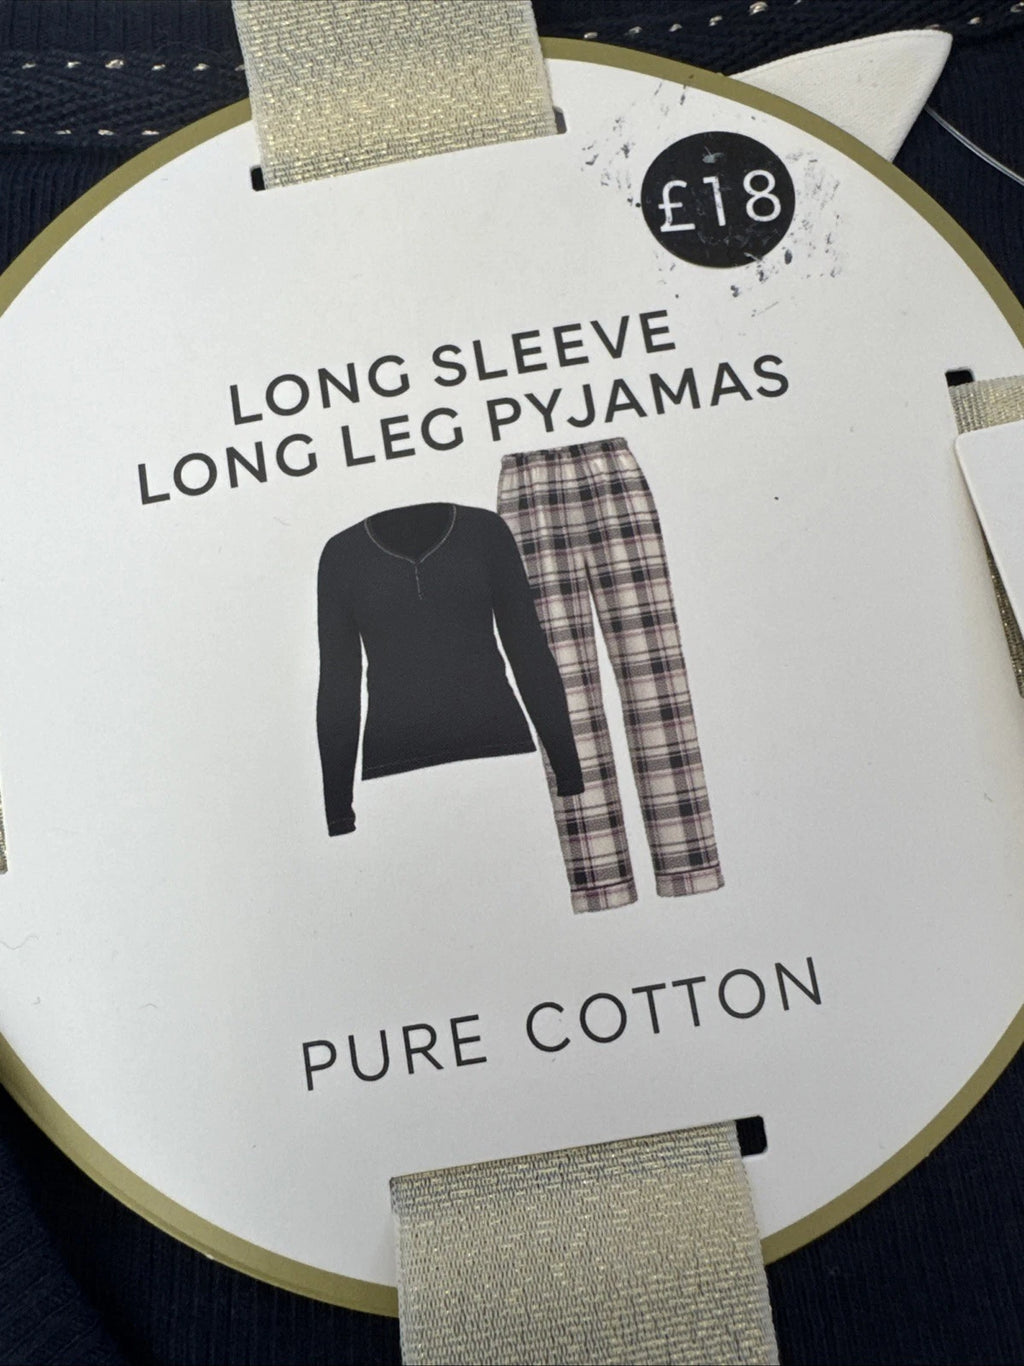 £18
LONG SLEEVE
LONG LEG PYJAMAS
PURE COTTON